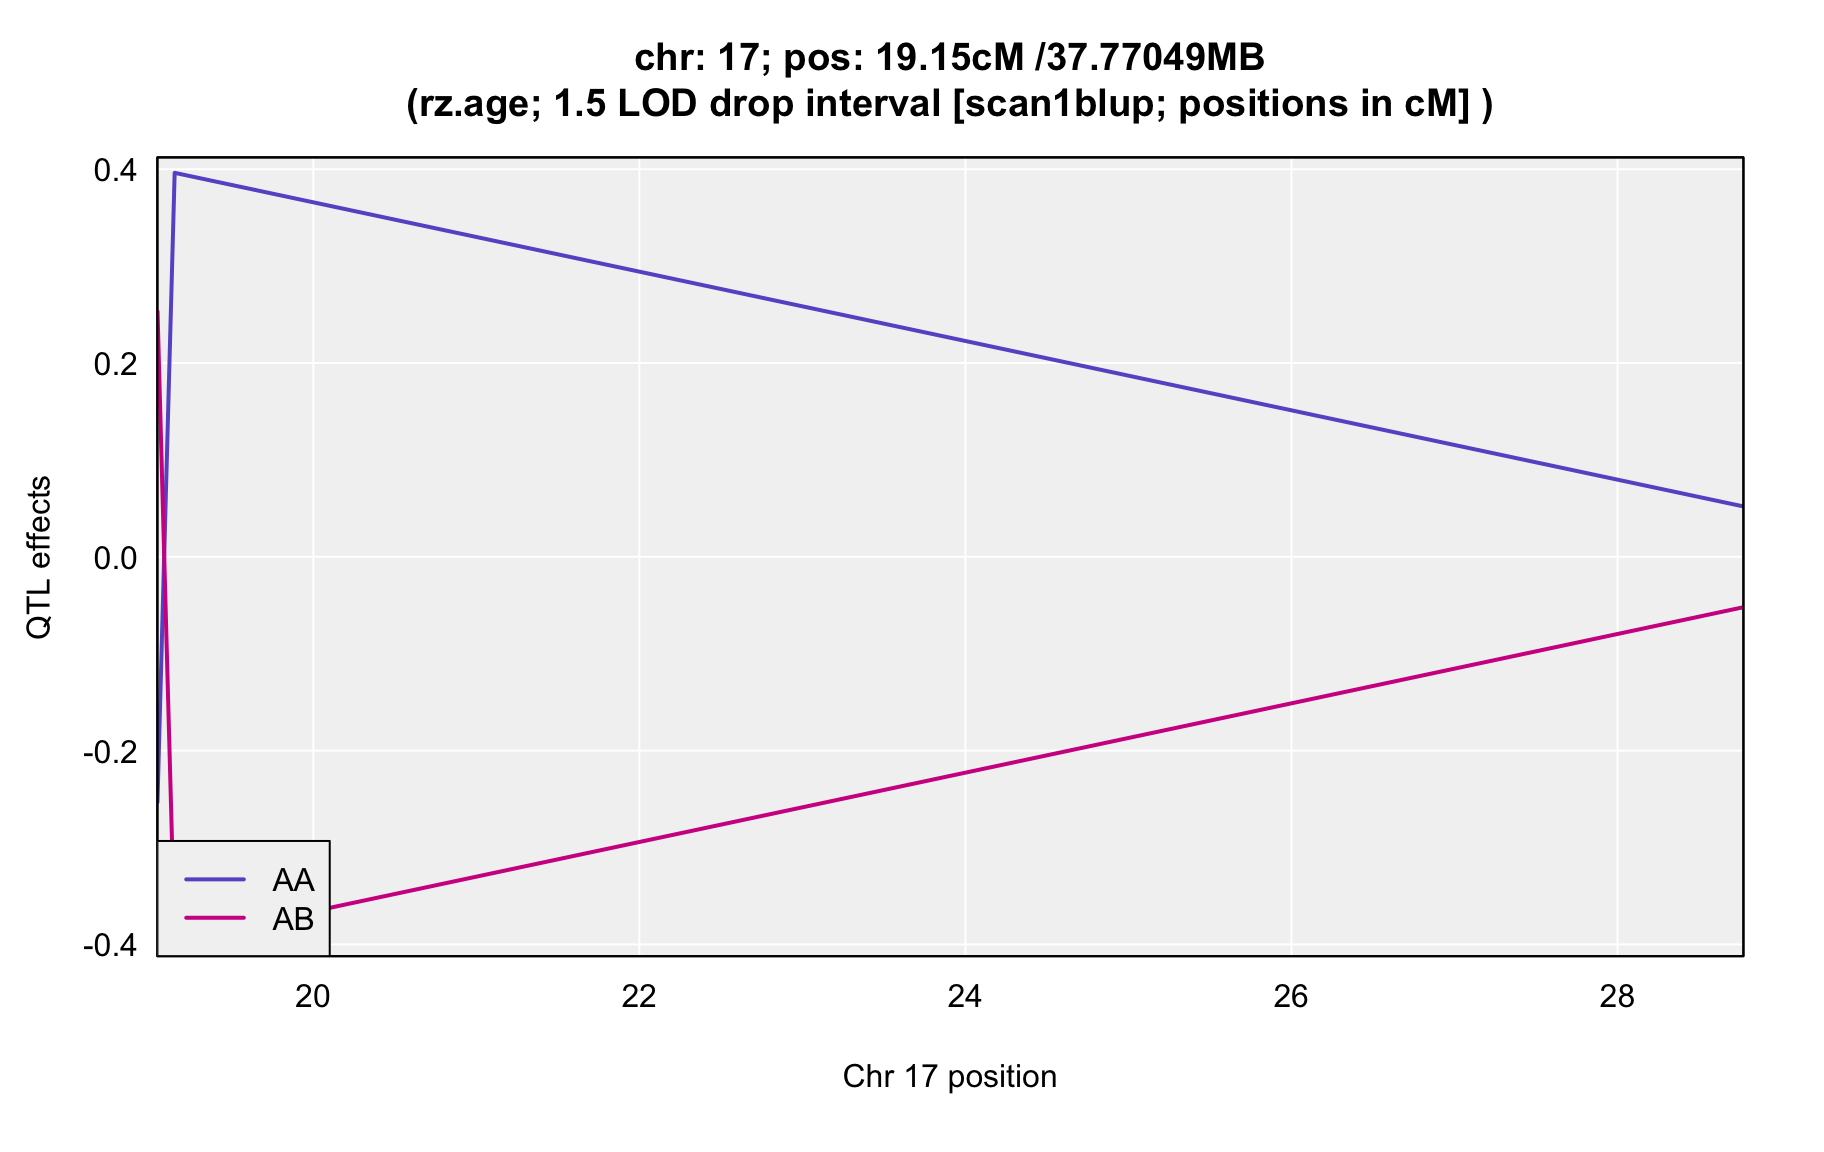 chr: 17; pos: 19.15cM /37.77049MB
(rz.age; 1.5 LOD drop interval [scan1blup; positions in cM] )
0.4
0.2
0.0
-0.2
-0.4
QTL effects
AA
AB
20 22 24 26 28
Chr 17 position